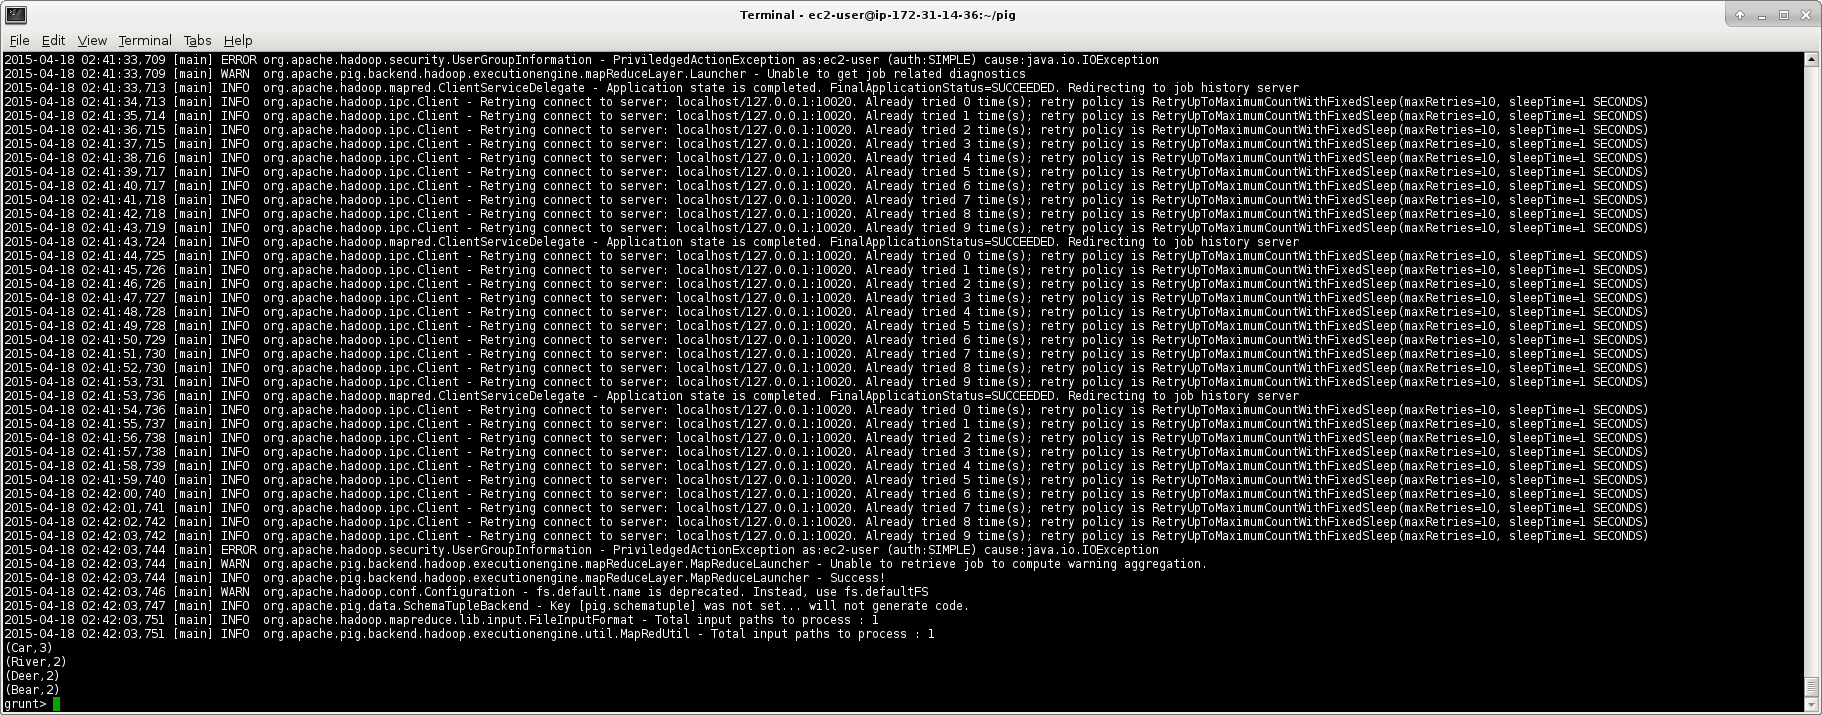 Terminal - ec2-user@ip-172-31-14-36:~/pig
File Edit View Terminal Tabs Help
2015-04-18 02:41:33,709 [main] ERROR org.apache.hadoop.security.UserGroupInformation - PriviledgedActionException as:ec2-user (auth:SIMPLE) cause:java.io.IOException
2015-04-18 02:41:33,709 [main] WARN  org.apache.pig.backend.hadoop.executionengine.mapReduceLayer.Launcher - Unable to get job related diagnostics
2015-04-18 02:41:33,713 [main] INFO  org.apache.hadoop.mapred.ClientServiceDelegate - Application state is completed. FinalApplicationStatus=SUCCEEDED. Redirecting to job history server
2015-04-18 02:41:34,713 [main] INFO  org.apache.hadoop.ipc.Client - Retrying connect to server: localhost/127.0.0.1:10020. Already tried 0 time(s); retry policy is RetryUpToMaximumCountWithFixedSleep(maxRetries=10, sleepTime=1 SECONDS)
2015-04-18 02:41:35,714 [main] INFO  org.apache.hadoop.ipc.Client - Retrying connect to server: localhost/127.0.0.1:10020. Already tried 1 time(s); retry policy is RetryUpToMaximumCountWithFixedSleep(maxRetries=10, sleepTime=1 SECONDS)
2015-04-18 02:41:36,715 [main] INFO  org.apache.hadoop.ipc.Client - Retrying connect to server: localhost/127.0.0.1:10020. Already tried 2 time(s); retry policy is RetryUpToMaximumCountWithFixedSleep(maxRetries=10, sleepTime=1 SECONDS)
2015-04-18 02:41:37,715 [main] INFO  org.apache.hadoop.ipc.Client - Retrying connect to server: localhost/127.0.0.1:10020. Already tried 3 time(s); retry policy is RetryUpToMaximumCountWithFixedSleep(maxRetries=10, sleepTime=1 SECONDS)
2015-04-18 02:41:38,716 [main] INFO  org.apache.hadoop.ipc.Client - Retrying connect to server: localhost/127.0.0.1:10020. Already tried 4 time(s); retry policy is RetryUpToMaximumCountWithFixedSleep(maxRetries=10, sleepTime=1 SECONDS)
2015-04-18 02:41:39,717 [main] INFO  org.apache.hadoop.ipc.Client - Retrying connect to server: localhost/127.0.0.1:10020. Already tried 5 time(s); retry policy is RetryUpToMaximumCountWithFixedSleep(maxRetries=10, sleepTime=1 SECONDS)
2015-04-18 02:41:40,717 [main] INFO  org.apache.hadoop.ipc.Client - Retrying connect to server: localhost/127.0.0.1:10020. Already tried 6 time(s); retry policy is RetryUpToMaximumCountWithFixedSleep(maxRetries=10, sleepTime=1 SECONDS)
2015-04-18 02:41:41,718 [main] INFO  org.apache.hadoop.ipc.Client - Retrying connect to server: localhost/127.0.0.1:10020. Already tried 7 time(s); retry policy is RetryUpToMaximumCountWithFixedSleep(maxRetries=10, sleepTime=1 SECONDS)
2015-04-18 02:41:42,718 [main] INFO  org.apache.hadoop.ipc.Client - Retrying connect to server: localhost/127.0.0.1:10020. Already tried 8 time(s); retry policy is RetryUpToMaximumCountWithFixedSleep(maxRetries=10, sleepTime=1 SECONDS)
2015-04-18 02:41:43,719 [main] INFO  org.apache.hadoop.ipc.Client - Retrying connect to server: localhost/127.0.0.1:10020. Already tried 9 time(s); retry policy is RetryUpToMaximumCountWithFixedSleep(maxRetries=10, sleepTime=1 SECONDS)
2015-04-18 02:41:43,724 [main] INFO  org.apache.hadoop.mapred.ClientServiceDelegate - Application state is completed. FinalApplicationStatus=SUCCEEDED. Redirecting to job history server
2015-04-18 02:41:44,725 [main] INFO  org.apache.hadoop.ipc.Client - Retrying connect to server: localhost/127.0.0.1:10020. Already tried 0 time(s); retry policy is RetryUpToMaximumCountWithFixedSleep(maxRetries=10, sleepTime=1 SECONDS)
2015-04-18 02:41:45,726 [main] INFO  org.apache.hadoop.ipc.Client - Retrying connect to server: localhost/127.0.0.1:10020. Already tried 1 time(s); retry policy is RetryUpToMaximumCountWithFixedSleep(maxRetries=10, sleepTime=1 SECONDS)
2015-04-18 02:41:46,726 [main] INFO  org.apache.hadoop.ipc.Client - Retrying connect to server: localhost/127.0.0.1:10020. Already tried 2 time(s); retry policy is RetryUpToMaximumCountWithFixedSleep(maxRetries=10, sleepTime=1 SECONDS)
2015-04-18 02:41:47,727 [main] INFO  org.apache.hadoop.ipc.Client - Retrying connect to server: localhost/127.0.0.1:10020. Already tried 3 time(s); retry policy is RetryUpToMaximumCountWithFixedSleep(maxRetries=10, sleepTime=1 SECONDS)
2015-04-18 02:41:48,728 [main] INFO  org.apache.hadoop.ipc.Client - Retrying connect to server: localhost/127.0.0.1:10020. Already tried 4 time(s); retry policy is RetryUpToMaximumCountWithFixedSleep(maxRetries=10, sleepTime=1 SECONDS)
2015-04-18 02:41:49,728 [main] INFO  org.apache.hadoop.ipc.Client - Retrying connect to server: localhost/127.0.0.1:10020. Already tried 5 time(s); retry policy is RetryUpToMaximumCountWithFixedSleep(maxRetries=10, sleepTime=1 SECONDS)
2015-04-18 02:41:50,729 [main] INFO  org.apache.hadoop.ipc.Client - Retrying connect to server: localhost/127.0.0.1:10020. Already tried 6 time(s); retry policy is RetryUpToMaximumCountWithFixedSleep(maxRetries=10, sleepTime=1 SECONDS)
2015-04-18 02:41:51,730 [main] INFO  org.apache.hadoop.ipc.Client - Retrying connect to server: localhost/127.0.0.1:10020. Already tried 7 time(s); retry policy is RetryUpToMaximumCountWithFixedSleep(maxRetries=10, sleepTime=1 SECONDS)
2015-04-18 02:41:52,730 [main] INFO  org.apache.hadoop.ipc.Client - Retrying connect to server: localhost/127.0.0.1:10020. Already tried 8 time(s); retry policy is RetryUpToMaximumCountWithFixedSleep(maxRetries=10, sleepTime=1 SECONDS)
2015-04-18 02:41:53,731 [main] INFO  org.apache.hadoop.ipc.Client - Retrying connect to server: localhost/127.0.0.1:10020. Already tried 9 time(s); retry policy is RetryUpToMaximumCountWithFixedSleep(maxRetries=10, sleepTime=1 SECONDS)
2015-04-18 02:41:53,736 [main] INFO  org.apache.hadoop.mapred.ClientServiceDelegate - Application state is completed. FinalApplicationStatus=SUCCEEDED. Redirecting to job history server
2015-04-18 02:41:54,736 [main] INFO  org.apache.hadoop.ipc.Client - Retrying connect to server: localhost/127.0.0.1:10020. Already tried 0 time(s); retry policy is RetryUpToMaximumCountWithFixedSleep(maxRetries=10, sleepTime=1 SECONDS)
2015-04-18 02:41:55,737 [main] INFO  org.apache.hadoop.ipc.Client - Retrying connect to server: localhost/127.0.0.1:10020. Already tried 1 time(s); retry policy is RetryUpToMaximumCountWithFixedSleep(maxRetries=10, sleepTime=1 SECONDS)
2015-04-18 02:41:56,738 [main] INFO  org.apache.hadoop.ipc.Client - Retrying connect to server: localhost/127.0.0.1:10020. Already tried 2 time(s); retry policy is RetryUpToMaximumCountWithFixedSleep(maxRetries=10, sleepTime=1 SECONDS)
2015-04-18 02:41:57,738 [main] INFO  org.apache.hadoop.ipc.Client - Retrying connect to server: localhost/127.0.0.1:10020. Already tried 3 time(s); retry policy is RetryUpToMaximumCountWithFixedSleep(maxRetries=10, sleepTime=1 SECONDS)
2015-04-18 02:41:58,739 [main] INFO  org.apache.hadoop.ipc.Client - Retrying connect to server: localhost/127.0.0.1:10020. Already tried 4 time(s); retry policy is RetryUpToMaximumCountWithFixedSleep(maxRetries=10, sleepTime=1 SECONDS)
2015-04-18 02:41:59,740 [main] INFO  org.apache.hadoop.ipc.Client - Retrying connect to server: localhost/127.0.0.1:10020. Already tried 5 time(s); retry policy is RetryUpToMaximumCountWithFixedSleep(maxRetries=10, sleepTime=1 SECONDS)
2015-04-18 02:42:00,740 [main] INFO  org.apache.hadoop.ipc.Client - Retrying connect to server: localhost/127.0.0.1:10020. Already tried 6 time(s); retry policy is RetryUpToMaximumCountWithFixedSleep(maxRetries=10, sleepTime=1 SECONDS)
2015-04-18 02:42:01,741 [main] INFO  org.apache.hadoop.ipc.Client - Retrying connect to server: localhost/127.0.0.1:10020. Already tried 7 time(s); retry policy is RetryUpToMaximumCountWithFixedSleep(maxRetries=10, sleepTime=1 SECONDS)
2015-04-18 02:42:02,742 [main] INFO  org.apache.hadoop.ipc.Client - Retrying connect to server: localhost/127.0.0.1:10020. Already tried 8 time(s); retry policy is RetryUpToMaximumCountWithFixedSleep(maxRetries=10, sleepTime=1 SECONDS)
2015-04-18 02:42:03,742 [main] INFO  org.apache.hadoop.ipc.Client - Retrying connect to server: localhost/127.0.0.1:10020. Already tried 9 time(s); retry policy is RetryUpToMaximumCountWithFixedSleep(maxRetries=10, sleepTime=1 SECONDS)
2015-04-18 02:42:03,744 [main] ERROR org.apache.hadoop.security.UserGroupInformation - PriviledgedActionException as:ec2-user (auth:SIMPLE) cause:java.io.IOException
2015-04-18 02:42:03,744 [main] WARN  org.apache.pig.backend.hadoop.executionengine.mapReduceLayer.MapReduceLauncher - Unable to retrieve job to compute warning aggregation.
2015-04-18 02:42:03,744 [main] INFO  org.apache.pig.backend.hadoop.executionengine.mapReduceLayer.MapReduceLauncher - Success!
2015-04-18 02:42:03,746 [main] WARN  org.apache.hadoop.conf.Configuration - fs.default.name is deprecated. Instead, use fs.defaultFS
2015-04-18 02:42:03,747 [main] INFO  org.apache.pig.data.SchemaTupleBackend - Key [pig.schematuple] was not set... will not generate code.
2015-04-18 02:42:03,751 [main] INFO  org.apache.hadoop.mapreduce.lib.input.FileInputFormat - Total input paths to process : 1
2015-04-18 02:42:03,751 [main] INFO  org.apache.pig.backend.hadoop.executionengine.util.MapRedUtil - Total input paths to process : 1
(Car,3)
(River,2)
(Deer,2)
(Bear,2)
grunt>